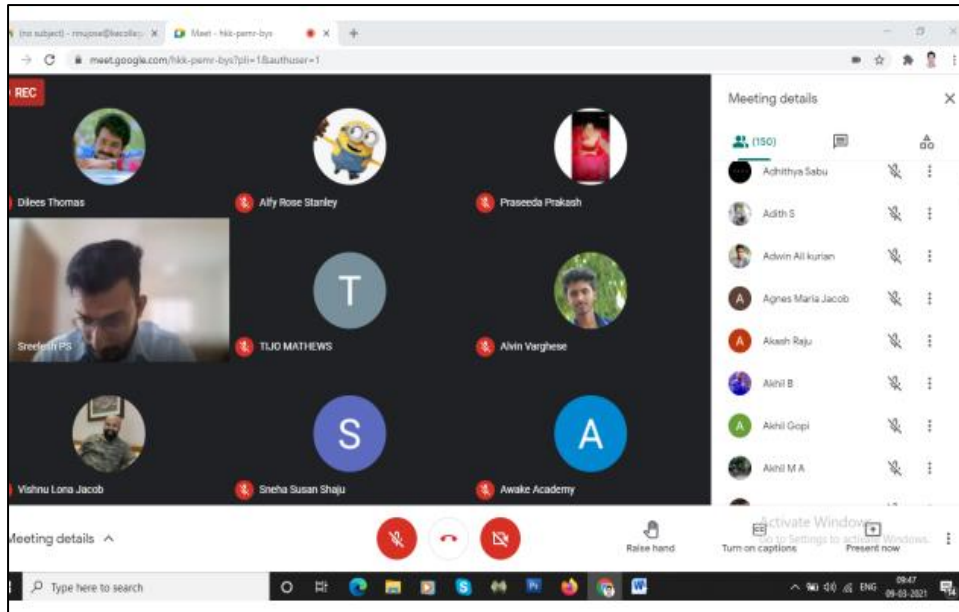 (no subject) - rmujose@kecolle
Meet - hkk-pemr-bys
meet.google.com/hkk-pemr-bys?pli=1&authuser=1
REC
Dilees Thomas
Alfy Rose Stanley
Praseeda Prakash
Sreelesh PS
T
TIJO MATHEWS
Alvin Varghese
Vishnu Lona Jacob
S
Sneha Susan Shaju
A
Awake Academy
Meeting details
(150)
Adhithya Sabu
Adith S
Adwin Ali kurian
A
Agnes Maria Jacob
A
Akash Raju
Akhil B
A
Akhil Gopi
Akhil M A
Meeting details
Raise hand
Turn on captions
Present now
Activate Windows
Go to Settings to activate Windows.
Type here to search
ENG
09:47
09-03-2021